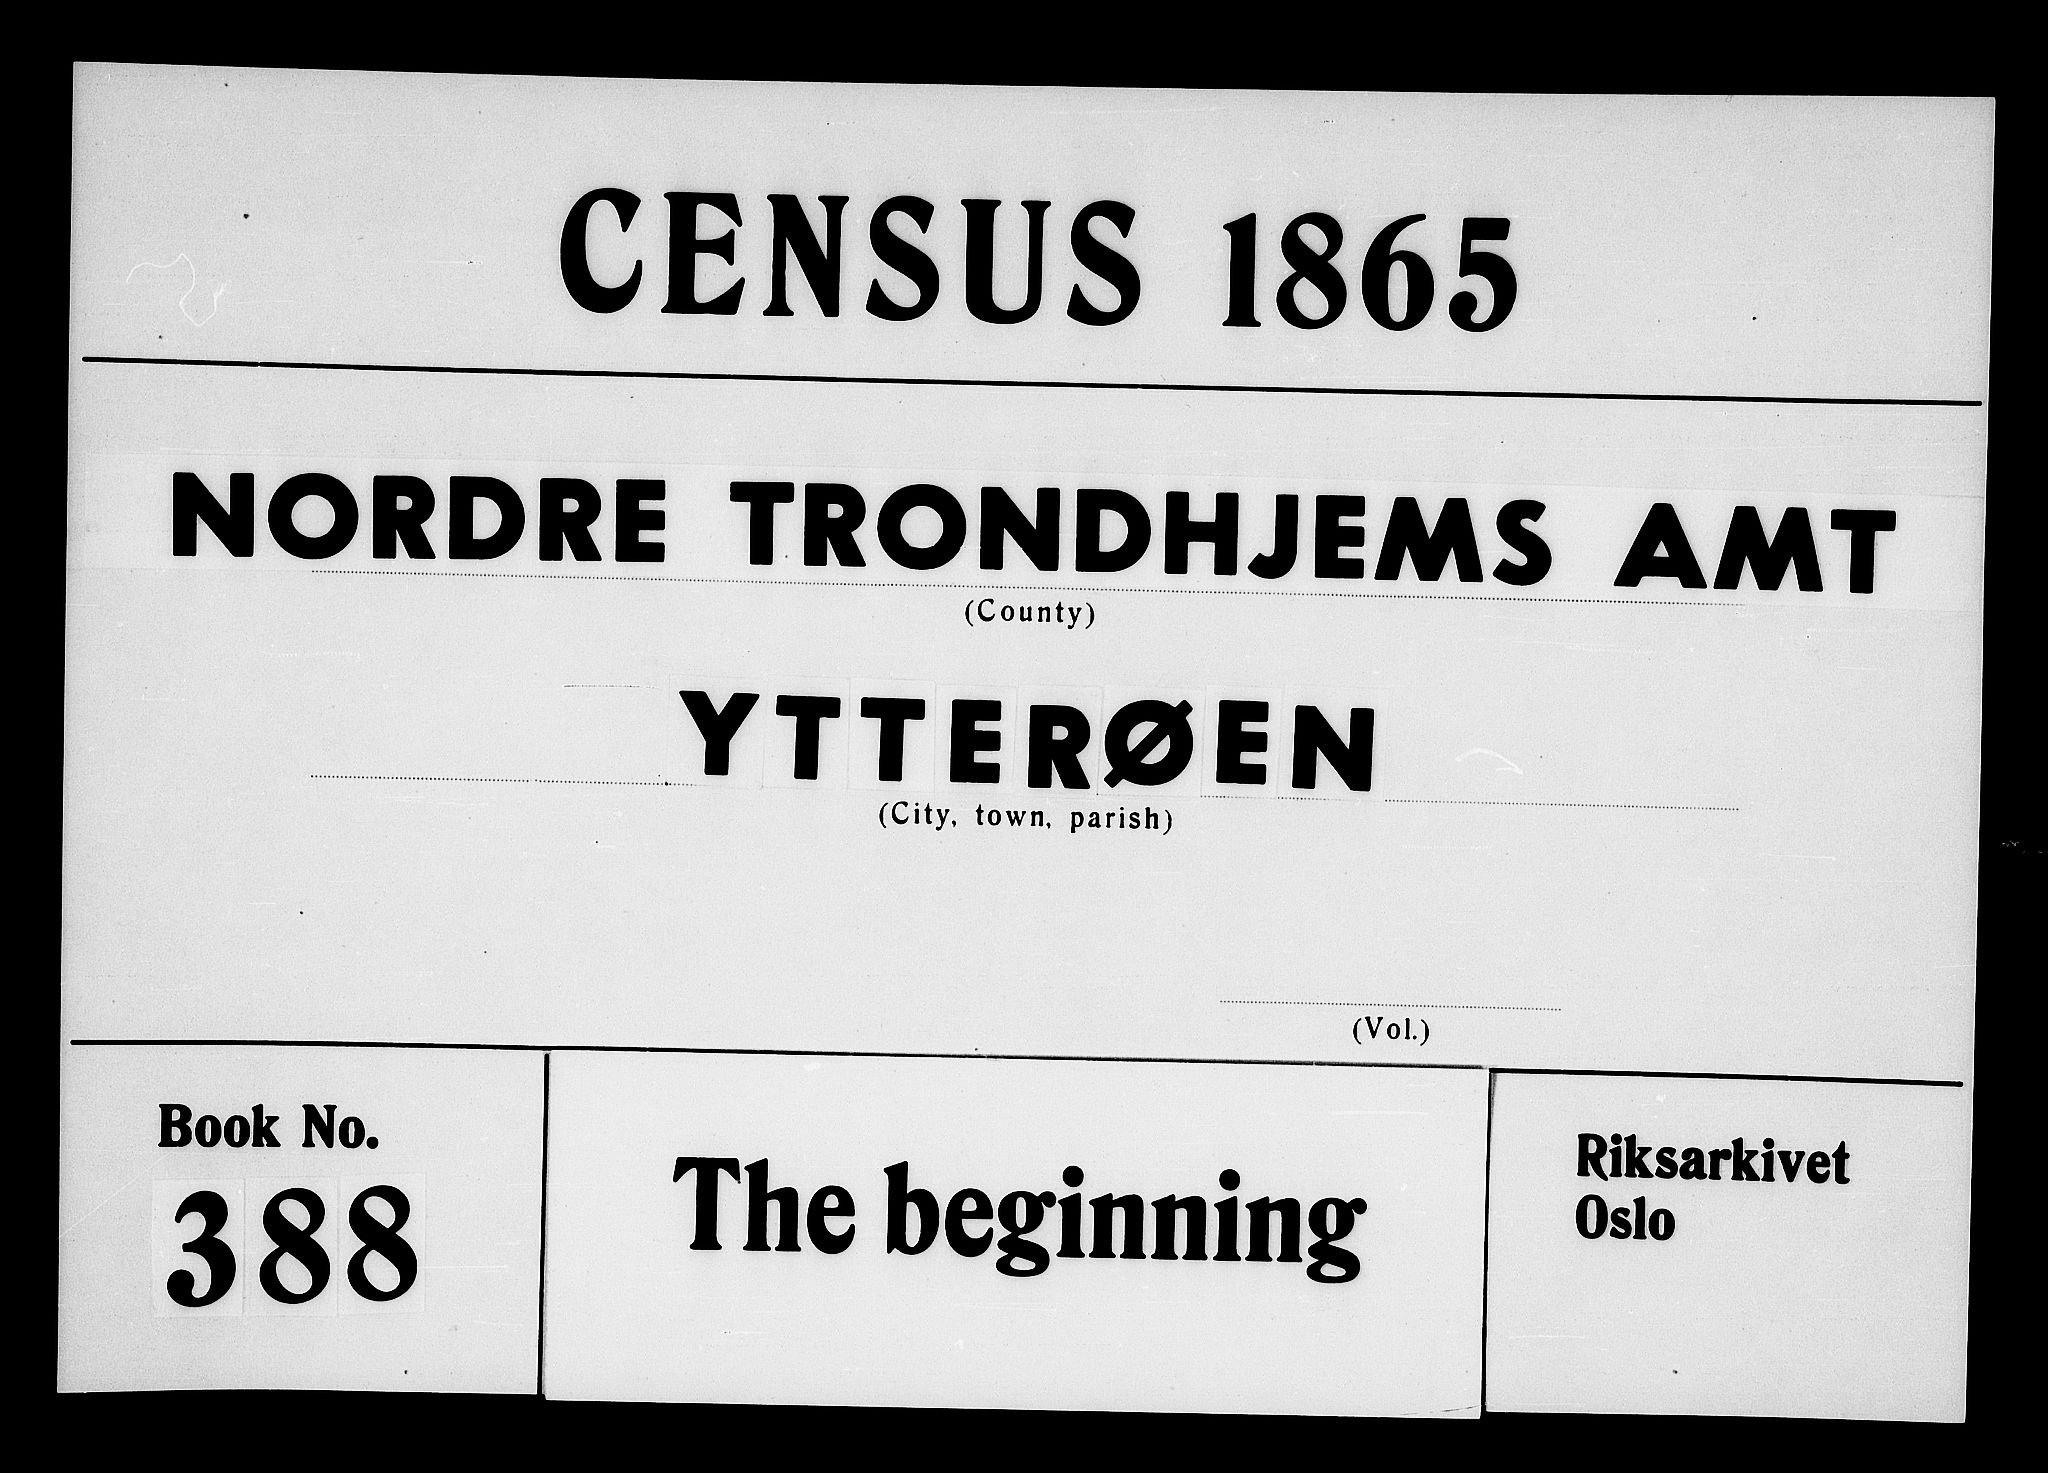 CENSUS 1865
NORDRE TRONDHJEMS AMT
(County)
YTTERØEN
(City, town, parish)
(Vol.)
Book No.
388
The beginning
Riksarkivet
Oslo